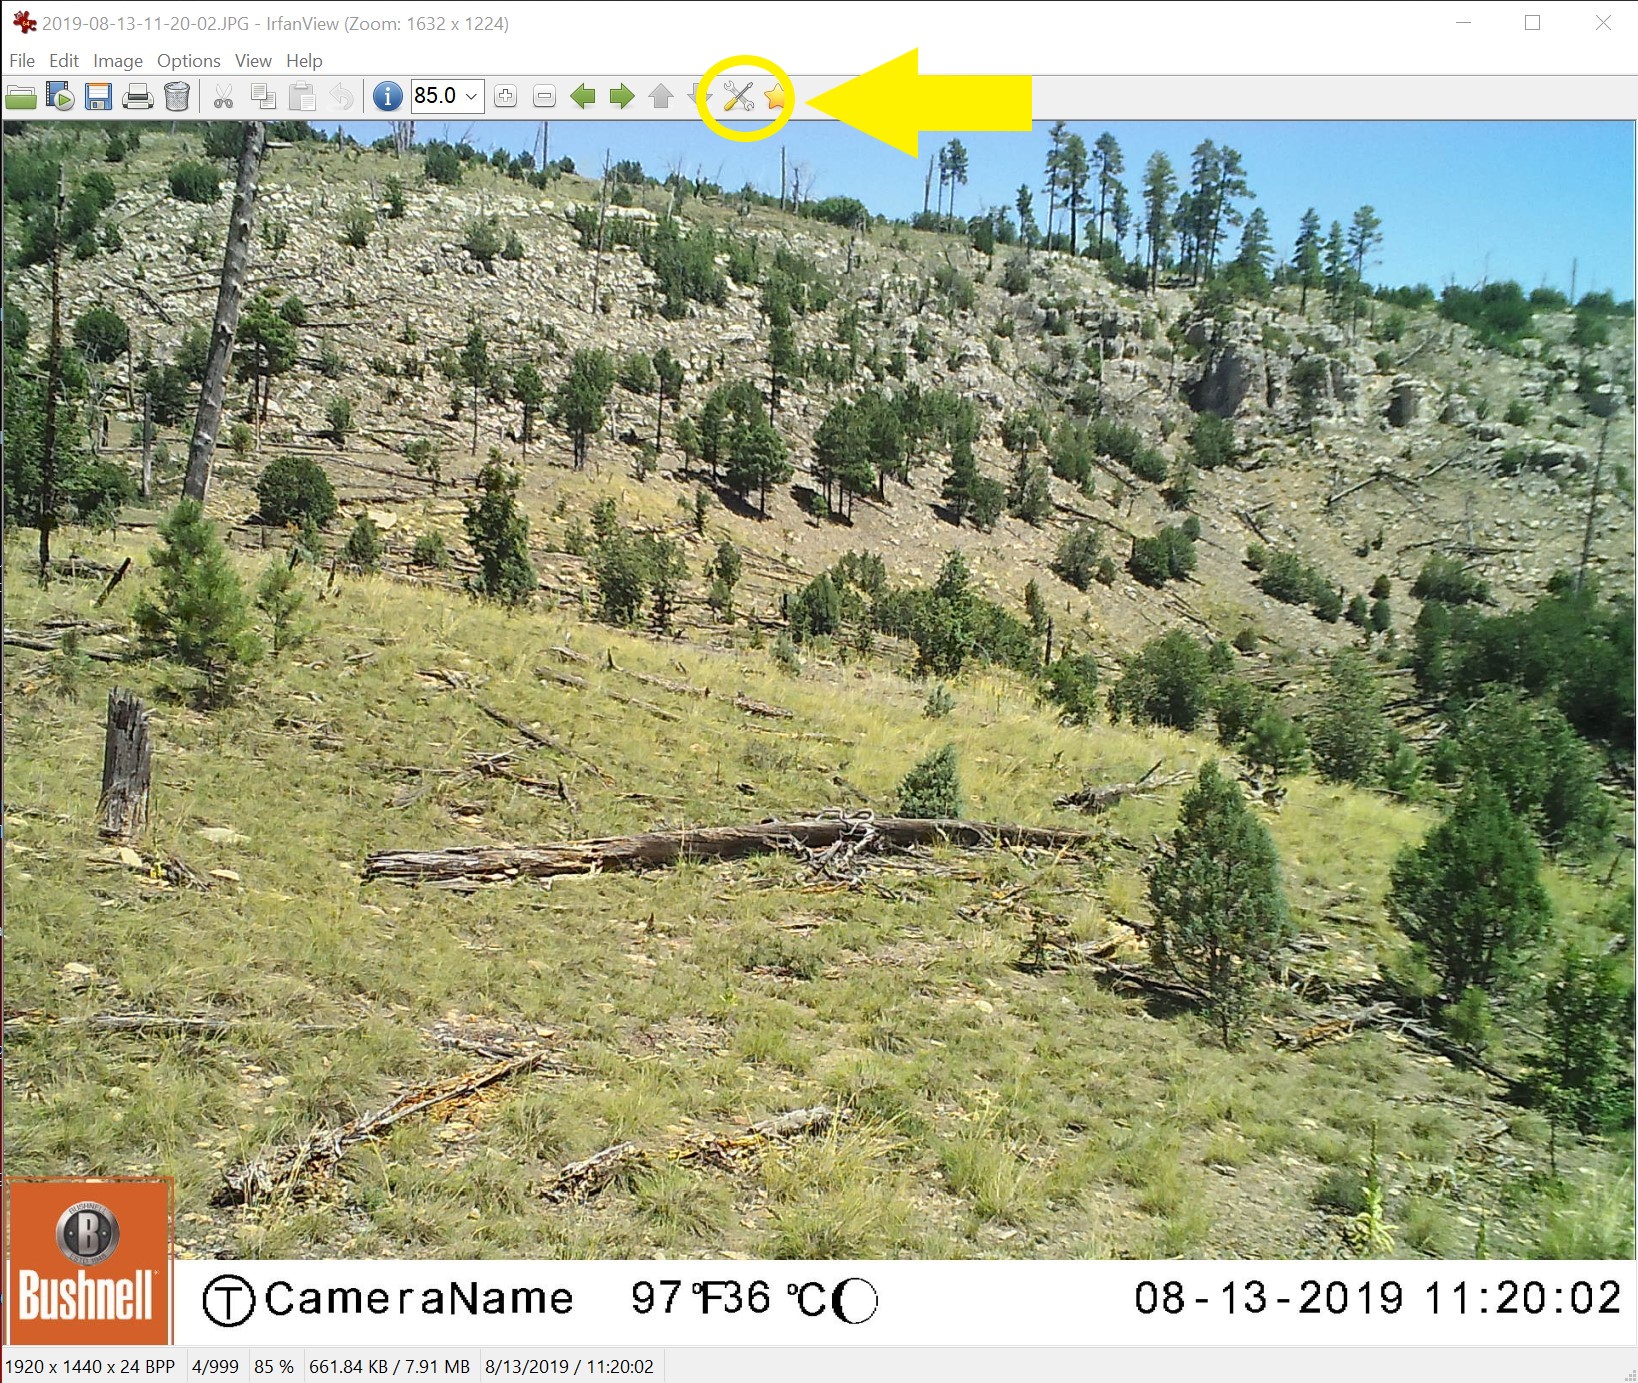 2019-08-13-11-20-02.JPG - IrfanView (Zoom: 1632 x 1224)
File Edit Image Options View Help
85.0
B
Bushnell
T CameraName 97°F36 °C 08-13-2019 11:20:02
1920 x 1440 x 24 BPP 4/999 85 % 661.84 KB / 7.91 MB 8/13/2019 / 11:20:02